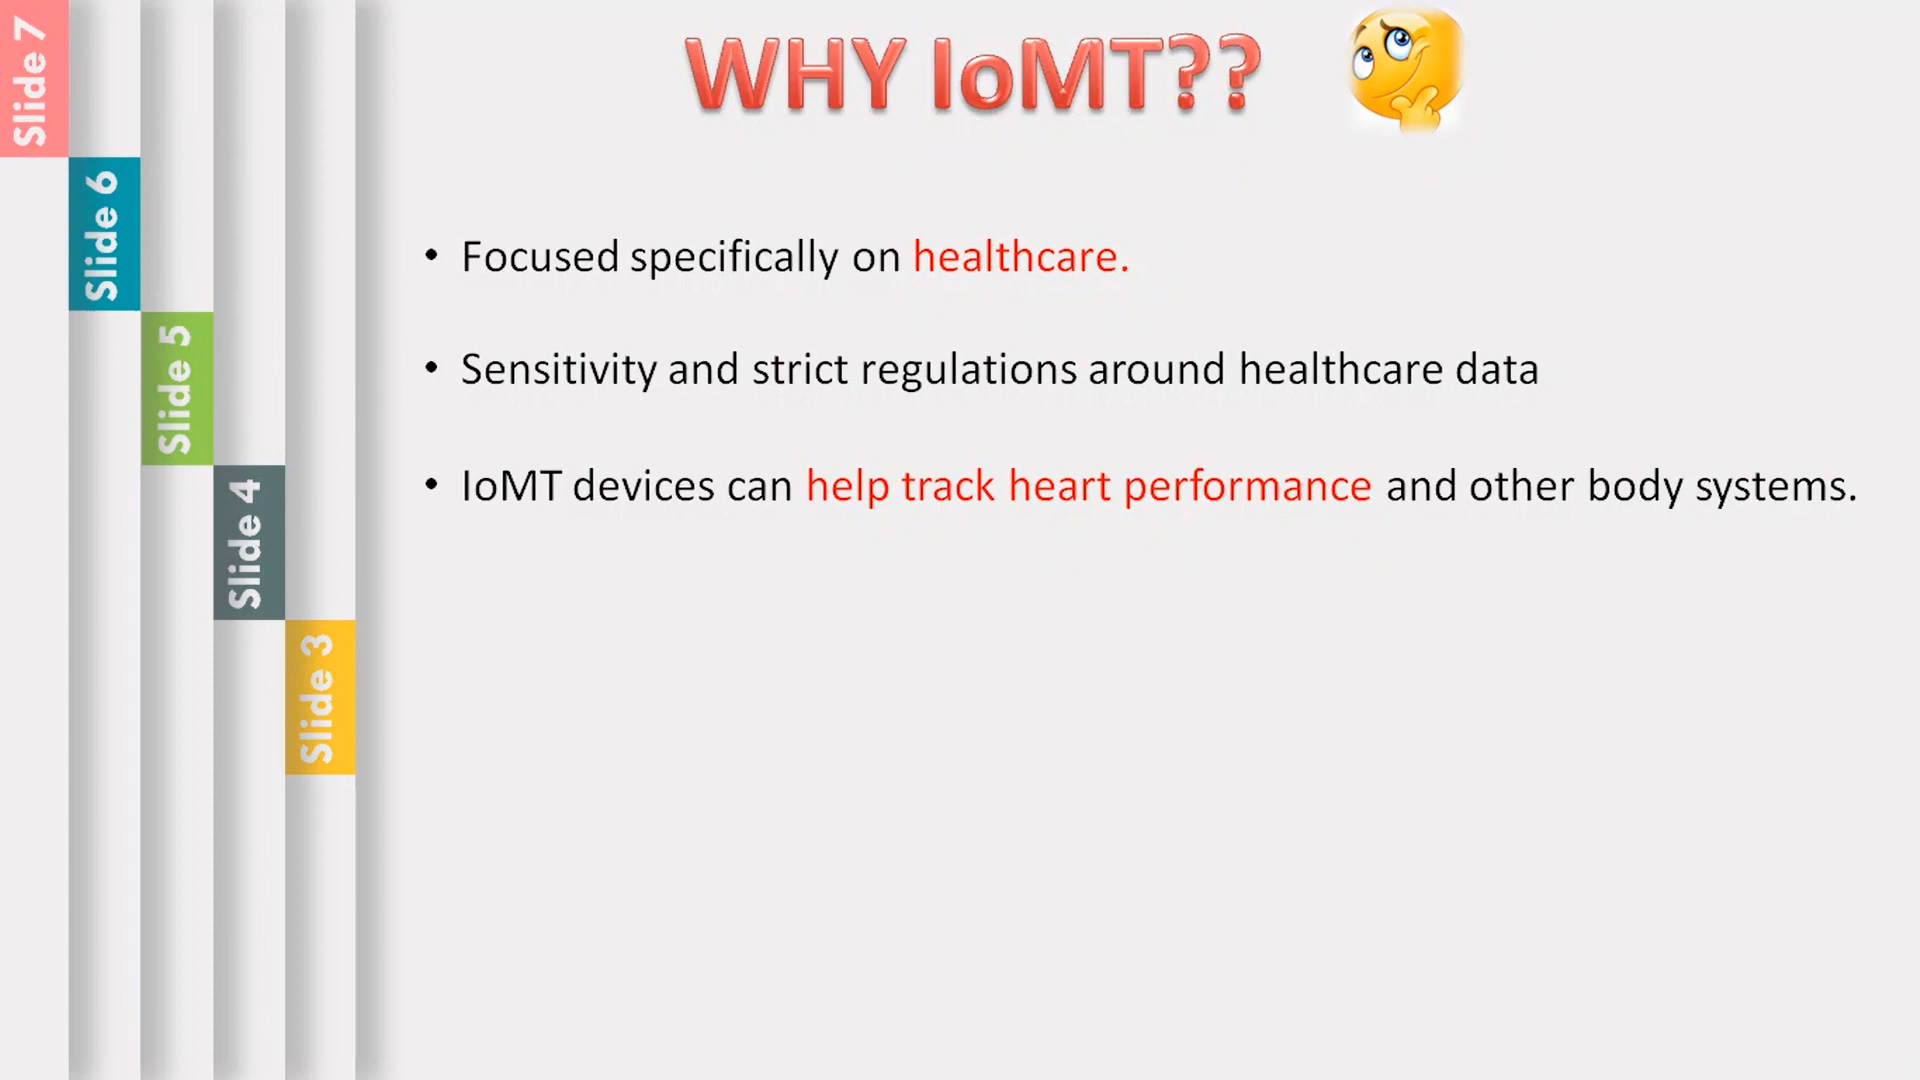 WHY IoMT??
Slide 7
Slide 6
Slide 5
Slide 4
Slide 3
• Focused specifically on healthcare.
• Sensitivity and strict regulations around healthcare data
• IoMT devices can help track heart performance and other body systems.